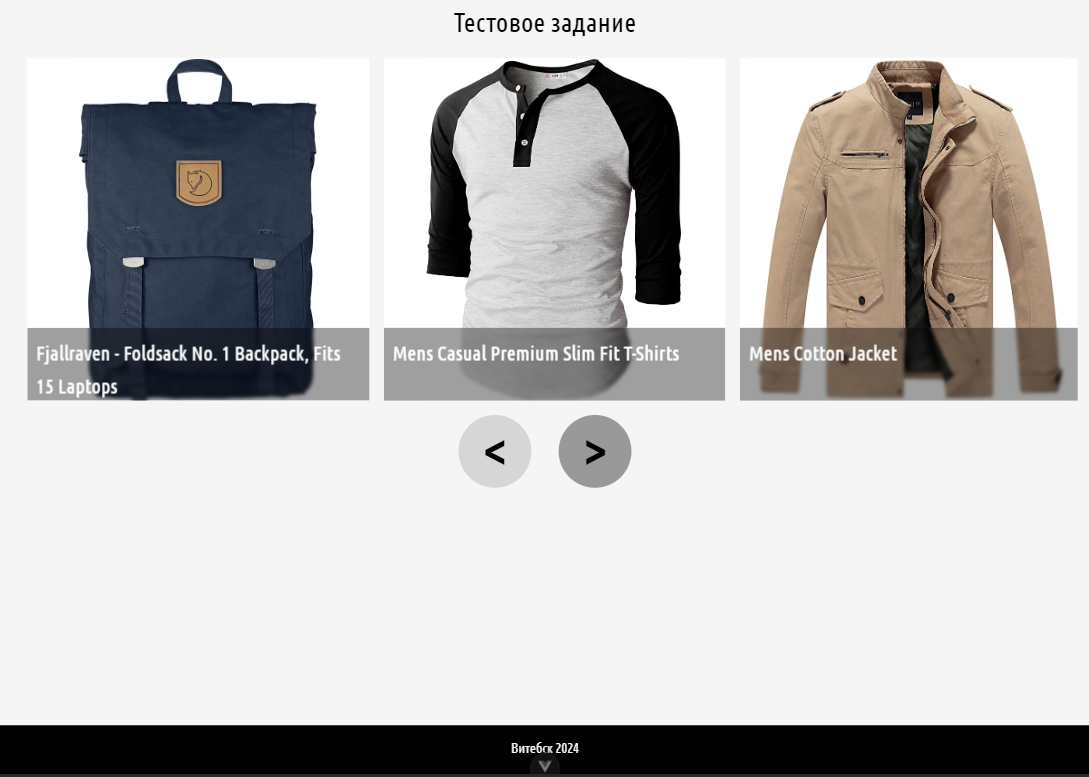 Тестовое задание
Fjallraven - Foldsack No. 1 Backpack, Fits
15 Laptops
Mens Casual Premium Slim Fit T-Shirts
Mens Cotton Jacket
< >
Витебск 2024